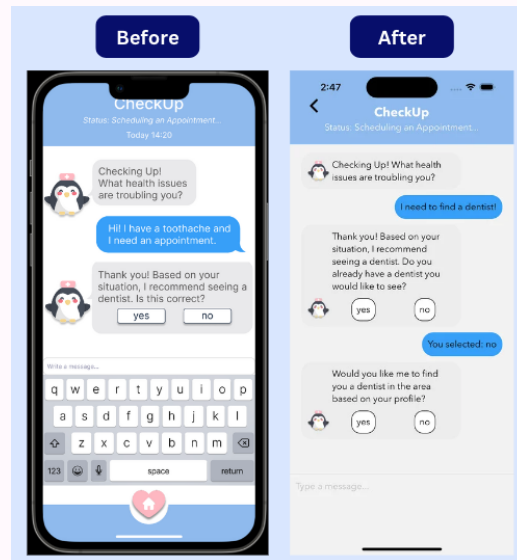 Before
CheckUp
Status: Scheduling an Appointment...
Today 14:20
Checking Up!
What health issues
are troubling you?
Hi! I have a toothache and
I need an appointment.
Thank you! Based on your
situation, I recommend seeing a
dentist. Is this correct?
yes no
Write a message...
q w e r t y u i o p
a s d f g h j k l
z x c v b n m
123 space return
After
2:47
CheckUp
Status: Scheduling an Appointment...
Checking Up! What health
issues are troubling you?
I need to find a dentist!
Thank you! Based on your
situation, I recommend
seeing a dentist. Do you
already have a dentist you
would like to see?
yes no
You selected: no
Would you like me to find
you a dentist in the area
based on your profile?
yes no
Type a message...